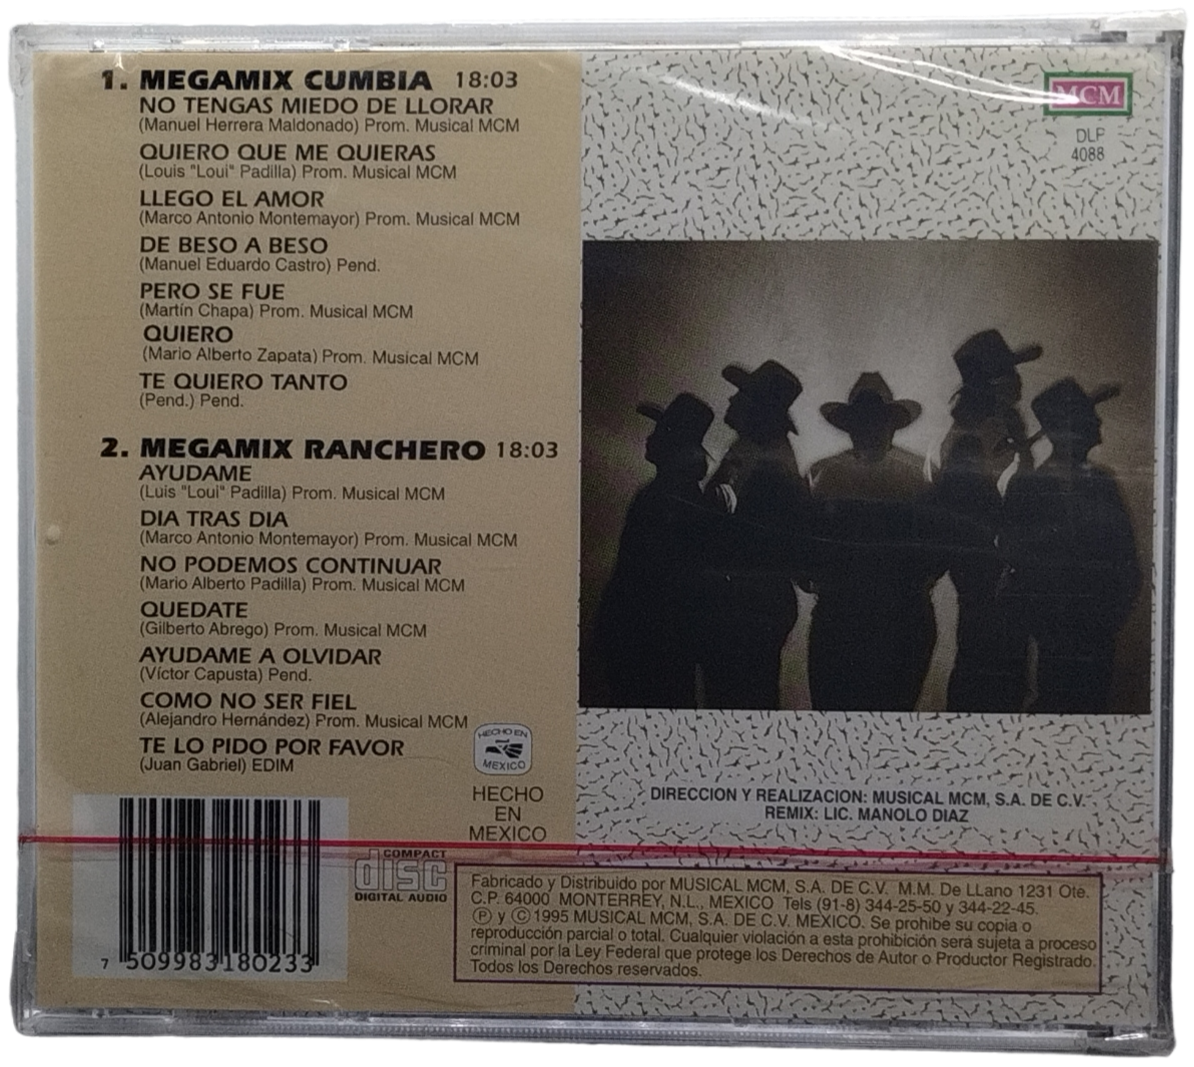 1. MEGAMIX CUMBIA 18:03
NO TENGAS MIEDO DE LLORAR
(Manuel Herrera Maldonado) Prom. Musical MCM
QUIERO QUE ME QUIERAS
(Louis "Loui" Padilla) Prom. Musical MCM
LLEGO EL AMOR
(Marco Antonio Montemayor) Prom. Musical MCM
DE BESO A BESO
(Manuel Eduardo Castro) Pend.
PERO SE FUE
(Martín Chapa) Prom. Musical MCM
QUIERO
(Mario Alberto Zapata) Prom. Musical MCM
TE QUIERO TANTO
(Pend.) Pend.
2. MEGAMIX RANCHERO 18:03
AYUDAME
(Luis "Loui" Padilla) Prom. Musical MCM
DIA TRAS DIA
(Marco Antonio Montemayor) Prom. Musical MCM
NO PODEMOS CONTINUAR
(Mario Alberto Padilla) Prom. Musical MCM
QUEDATE
(Gilberto Abrego) Prom. Musical MCM
AYUDAME A OLVIDAR
(Víctor Capusta) Pend.
COMO NO SER FIEL
(Alejandro Hernández) Prom. Musical MCM
TE LO PIDO POR FAVOR
(Juan Gabriel) EDIM
HECHO EN
MEXICO
HECHO
EN
MEXICO
7 509983180233
COMPACT
disc
DIGITAL AUDIO
MCM
DLP
4088
DIRECCION Y REALIZACION: MUSICAL MCM, S.A. DE C.V.
REMIX: LIC. MANOLO DIAZ
Fabricado y Distribuido por MUSICAL MCM, S.A. DE C.V. M.M. De LLano 1231 Ote.
C.P. 64000 MONTERREY, N.L., MEXICO Tels (91-8) 344-25-50 y 344-22-45.
Ⓟ y Ⓒ 1995 MUSICAL MCM, S.A. DE C.V. MEXICO. Se prohibe su copia o
reproducción parcial o total. Cualquier violación a esta prohibición será sujeta a proceso
criminal por la Ley Federal que protege los Derechos de Autor o Productor Registrado.
Todos los Derechos reservados.